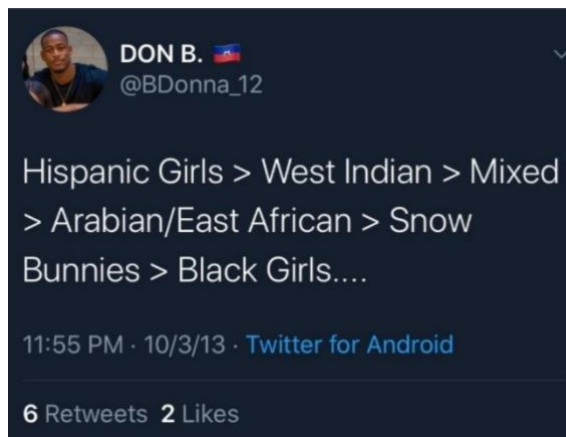 DON B. 🇭🇹
@BDonna_12
Hispanic Girls > West Indian > Mixed
> Arabian/East African > Snow
Bunnies > Black Girls....
11:55 PM · 10/3/13 · Twitter for Android
6 Retweets 2 Likes